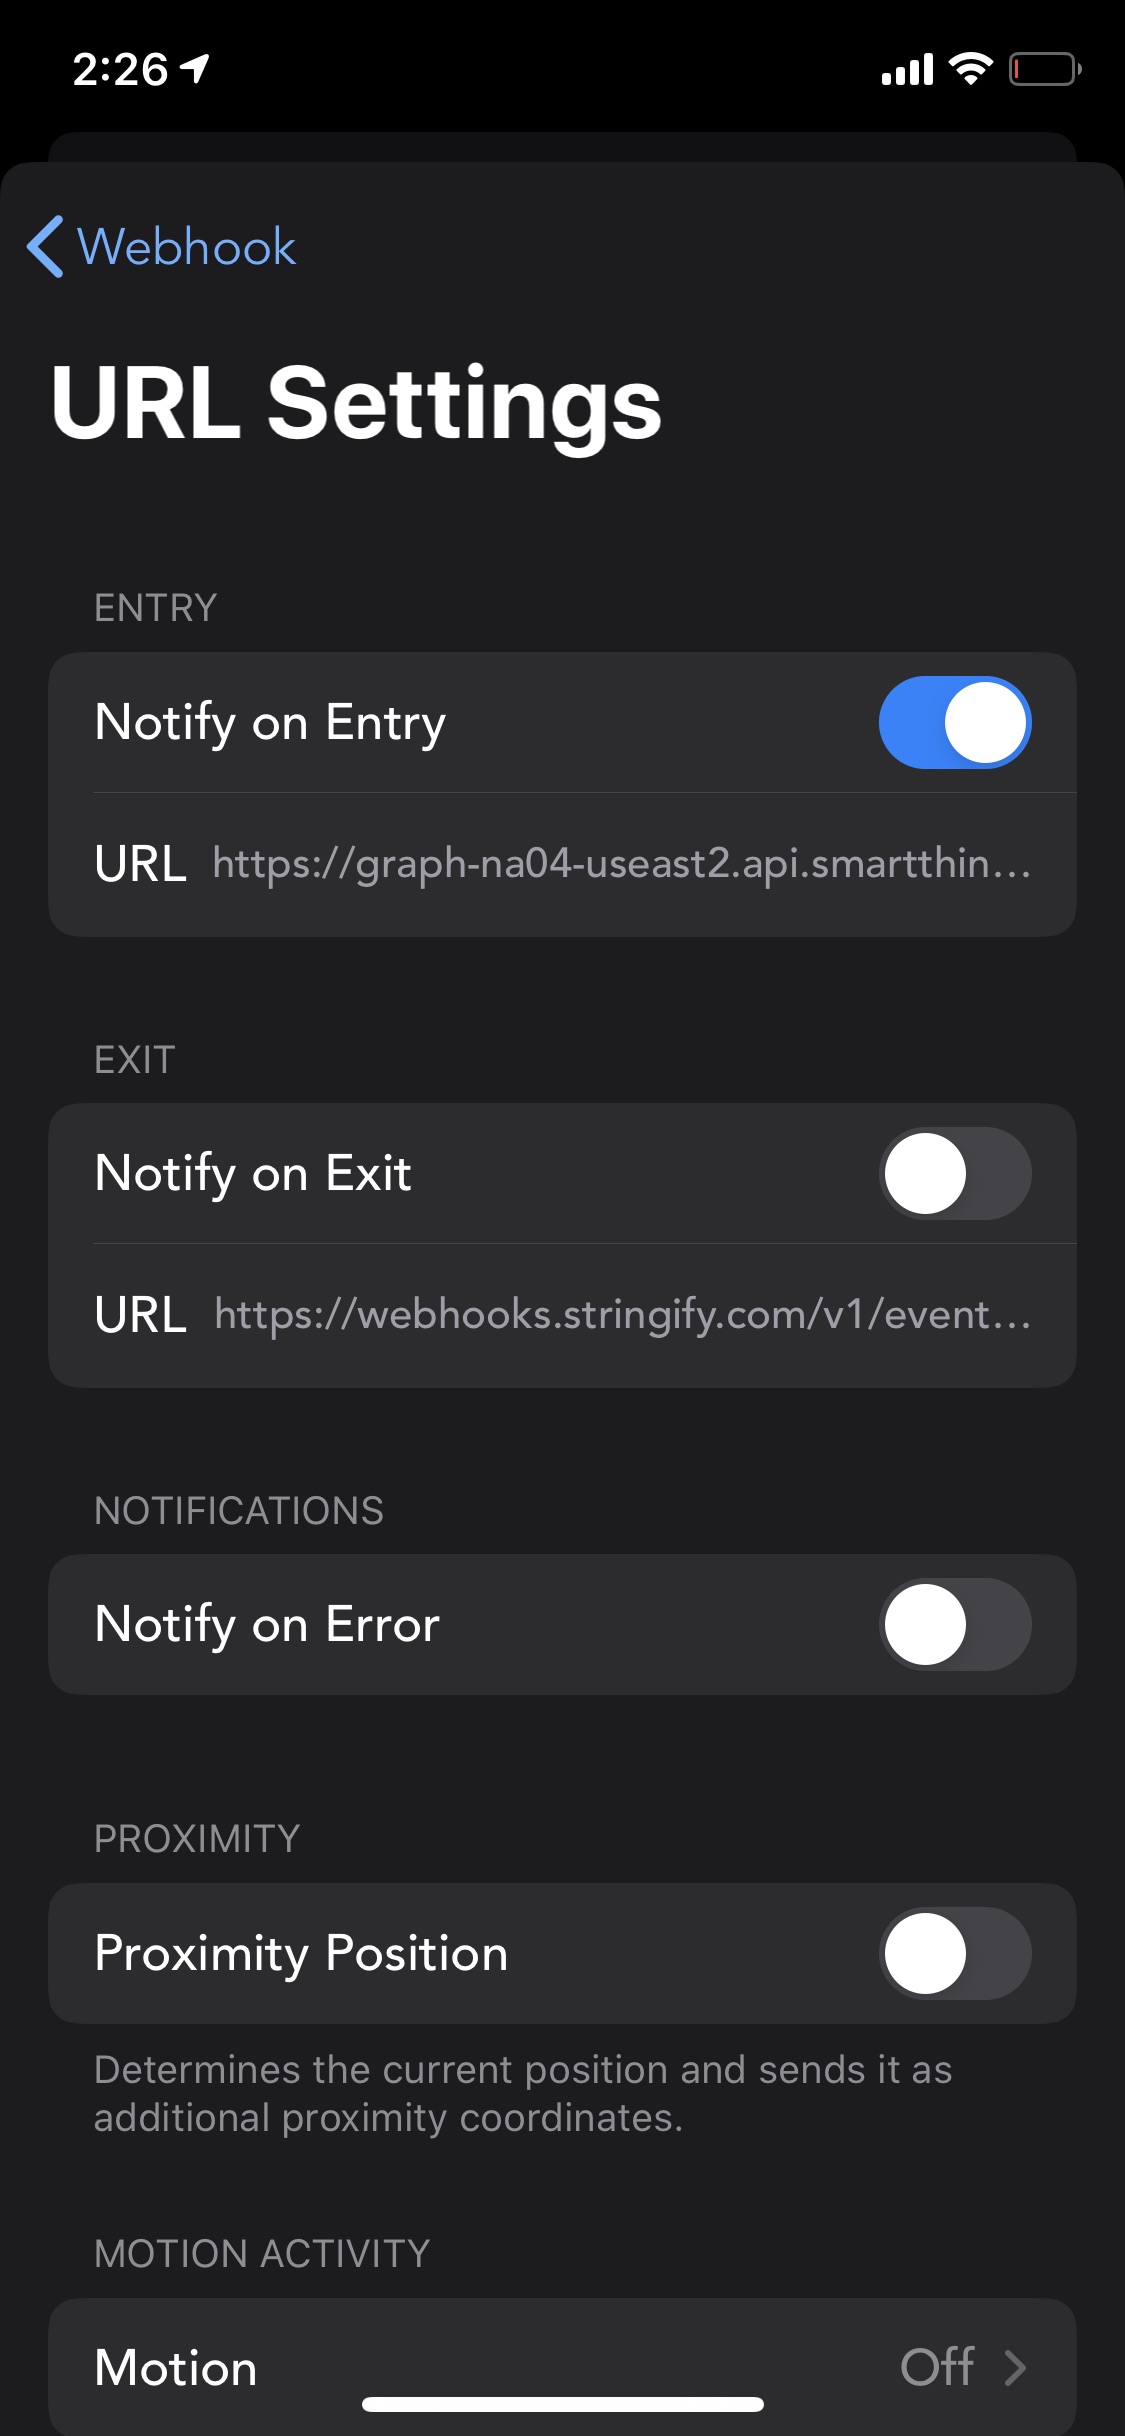 2:26
Webhook
URL Settings
ENTRY
Notify on Entry
URL https://graph-na04-useast2.api.smartthin...
EXIT
Notify on Exit
URL https://webhooks.stringify.com/v1/event...
NOTIFICATIONS
Notify on Error
PROXIMITY
Proximity Position
Determines the current position and sends it as
additional proximity coordinates.
MOTION ACTIVITY
Motion Off